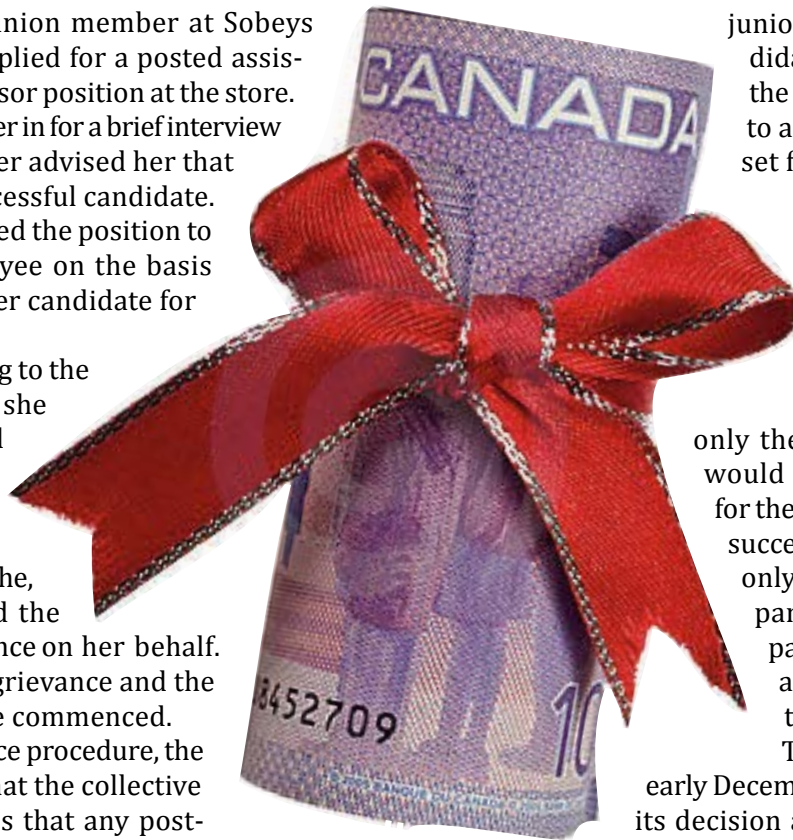 nion member at Sobeys
plied for a posted assis-
sor position at the store.
er in for a brief interview
er advised her that
cessful candidate.
ed the position to
yee on the basis
er candidate for
g to the
she
he,
d the
nce on her behalf.
grievance and the
e commenced.
ce procedure, the
at the collective
s that any post-
CANADA
8452709
10
BANQUE DU CANADA
junio
dida
the
to a
set f
only the
would
for the
succe
only
pa
a
t
T
early Decem
its decision a